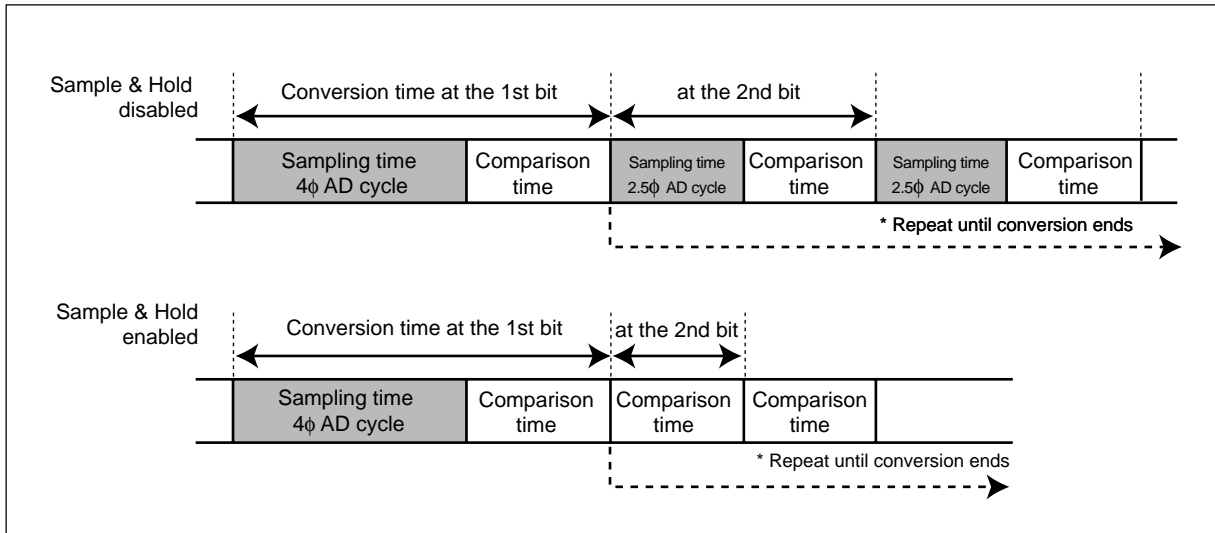 Sample & Hold
disabled
Conversion time at the 1st bit
at the 2nd bit
Sampling time
4ϕ AD cycle
Comparison
time
Sampling time
2.5ϕ AD cycle
Comparison
time
Sampling time
2.5ϕ AD cycle
Comparison
time
* Repeat until conversion ends
Sample & Hold
enabled
Conversion time at the 1st bit
at the 2nd bit
Sampling time
4ϕ AD cycle
Comparison
time
Comparison
time
Comparison
time
* Repeat until conversion ends